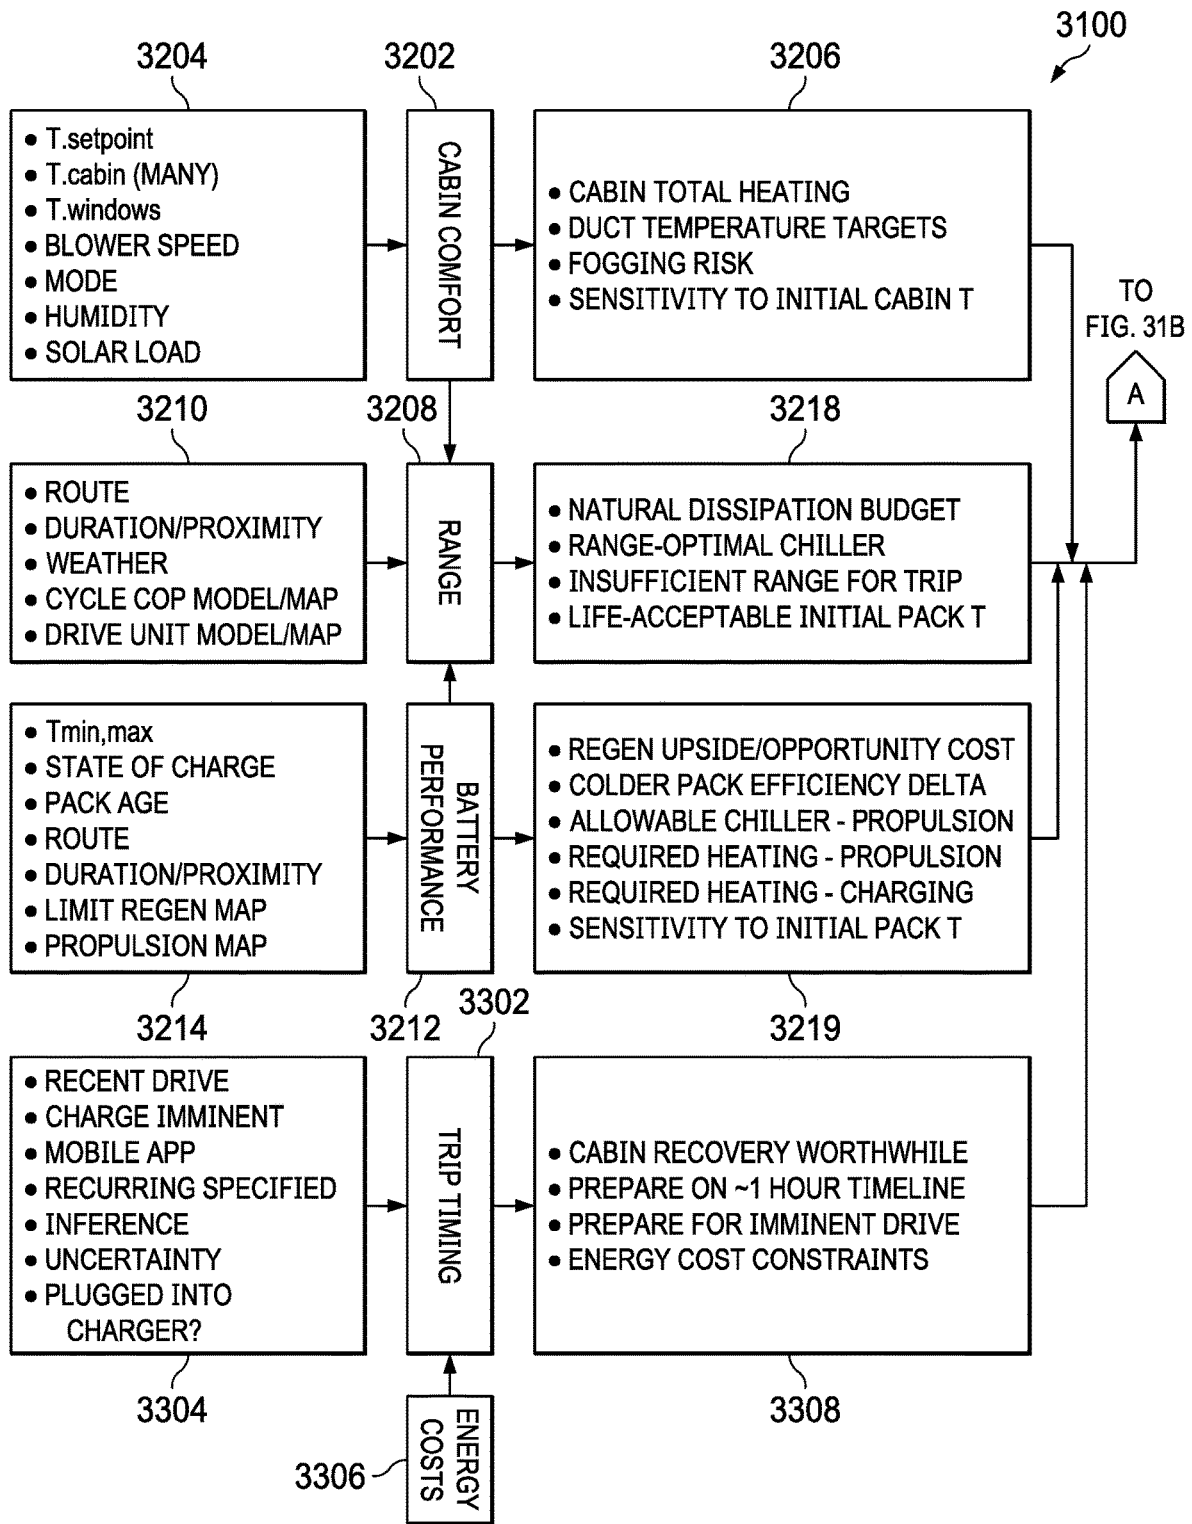 3100
3204
3202
3206
• T.setpoint
• T.cabin (MANY)
• T.windows
• BLOWER SPEED
• MODE
• HUMIDITY
• SOLAR LOAD
CABIN COMFORT
• CABIN TOTAL HEATING
• DUCT TEMPERATURE TARGETS
• FOGGING RISK
• SENSITIVITY TO INITIAL CABIN T
TO
FIG. 31B
A
3210
3208
3218
• ROUTE
• DURATION/PROXIMITY
• WEATHER
• CYCLE COP MODEL/MAP
• DRIVE UNIT MODEL/MAP
RANGE
• NATURAL DISSIPATION BUDGET
• RANGE-OPTIMAL CHILLER
• INSUFFICIENT RANGE FOR TRIP
• LIFE-ACCEPTABLE INITIAL PACK T
• Tmin,max
• STATE OF CHARGE
• PACK AGE
• ROUTE
• DURATION/PROXIMITY
• LIMIT REGEN MAP
• PROPULSION MAP
BATTERY
PERFORMANCE
• REGEN UPSIDE/OPPORTUNITY COST
• COLDER PACK EFFICIENCY DELTA
• ALLOWABLE CHILLER - PROPULSION
• REQUIRED HEATING - PROPULSION
• REQUIRED HEATING - CHARGING
• SENSITIVITY TO INITIAL PACK T
3214
3212
3302
3219
• RECENT DRIVE
• CHARGE IMMINENT
• MOBILE APP
• RECURRING SPECIFIED
• INFERENCE
• UNCERTAINTY
• PLUGGED INTO
CHARGER?
TRIP TIMING
• CABIN RECOVERY WORTHWHILE
• PREPARE ON ~1 HOUR TIMELINE
• PREPARE FOR IMMINENT DRIVE
• ENERGY COST CONSTRAINTS
3304
3308
3306
ENERGY
COSTS